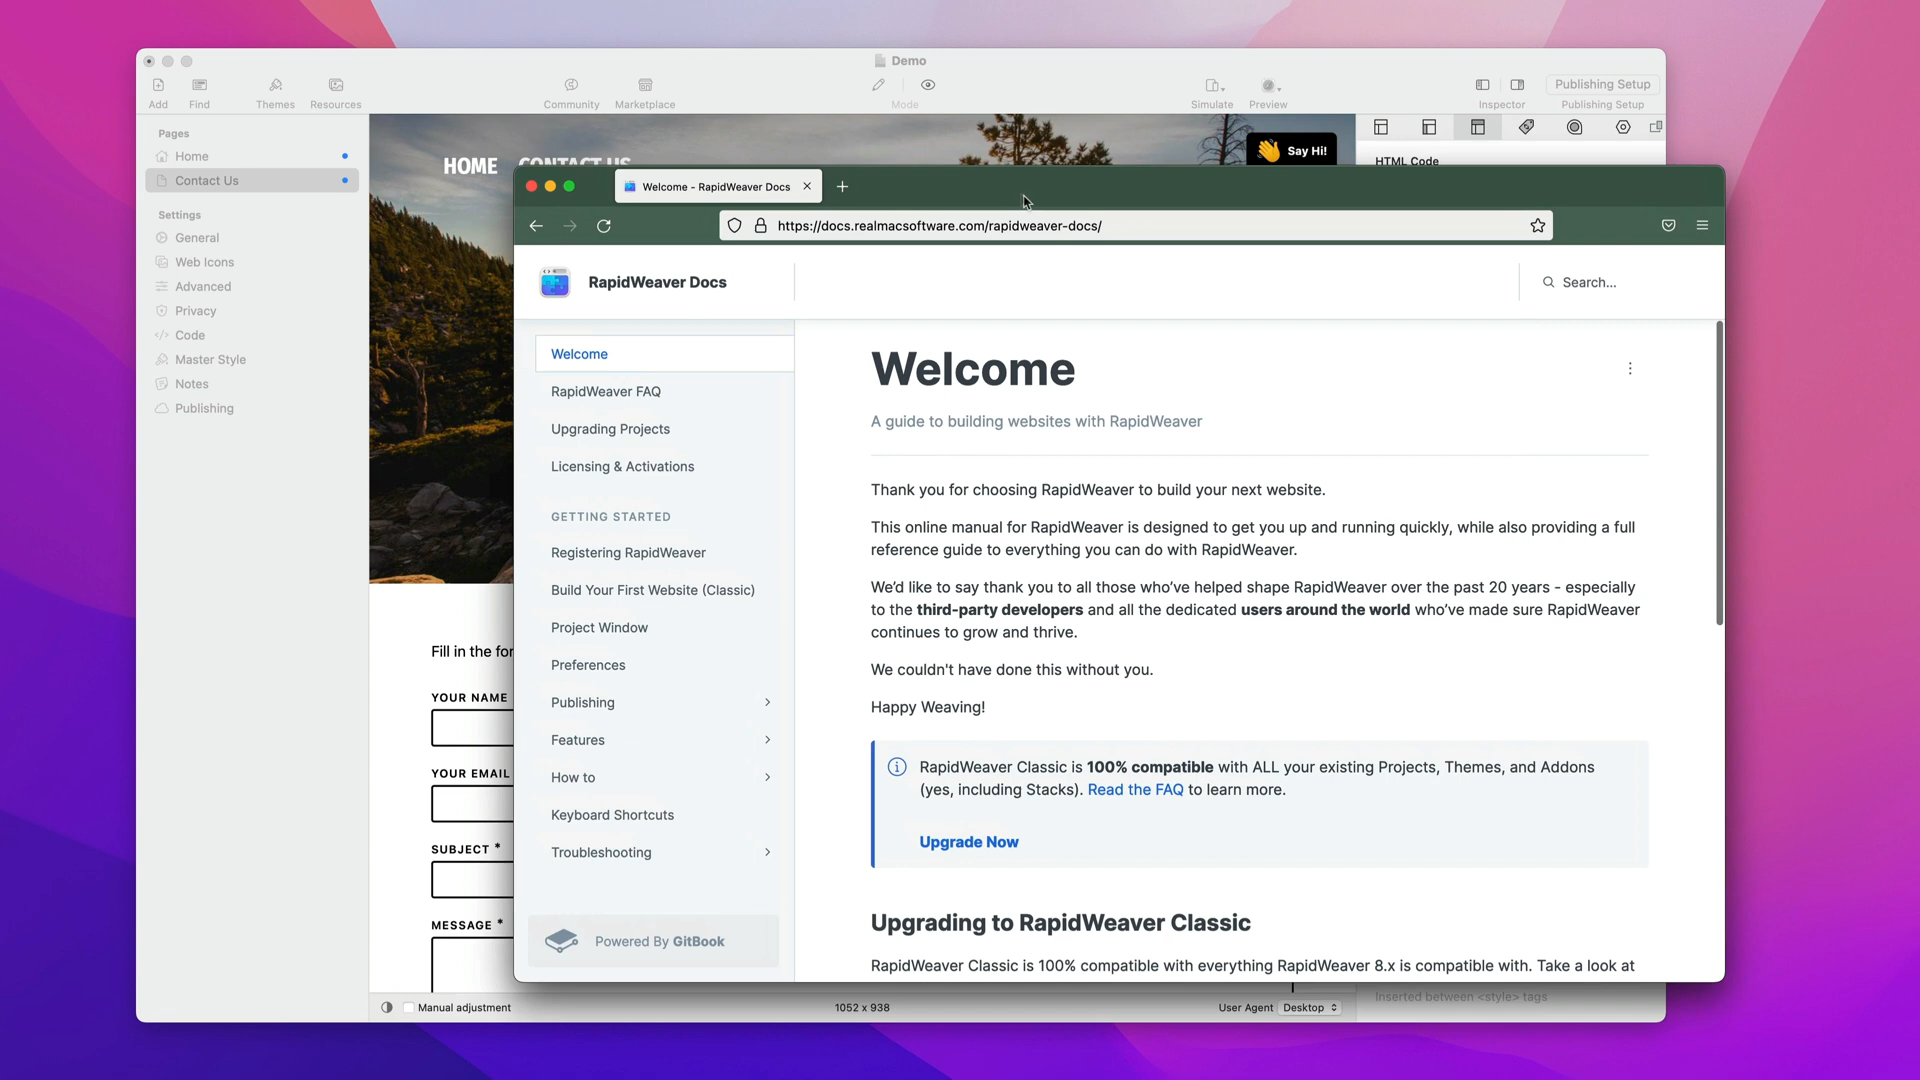 Demo
Add
Find
Themes
Resources
Community
Marketplace
Mode
Simulate
Preview
Inspector
Publishing Setup
Publishing Setup
Pages
Home
Contact Us
Settings
General
Web Icons
Advanced
Privacy
Code
Master Style
Notes
Publishing
HOME CONTACT US
Say Hi!
HTML Code
Welcome - RapidWeaver Docs
https://docs.realmacsoftware.com/rapidweaver-docs/
RapidWeaver Docs
Search...
Welcome
RapidWeaver FAQ
Upgrading Projects
Licensing & Activations
GETTING STARTED
Registering RapidWeaver
Build Your First Website (Classic)
Project Window
Preferences
Publishing
Features
How to
Keyboard Shortcuts
Troubleshooting
Powered By GitBook
Welcome
A guide to building websites with RapidWeaver
Thank you for choosing RapidWeaver to build your next website.
This online manual for RapidWeaver is designed to get you up and running quickly, while also providing a full
reference guide to everything you can do with RapidWeaver.
We’d like to say thank you to all those who’ve helped shape RapidWeaver over the past 20 years - especially
to the third-party developers and all the dedicated users around the world who’ve made sure RapidWeaver
continues to grow and thrive.
We couldn't have done this without you.
Happy Weaving!
RapidWeaver Classic is 100% compatible with ALL your existing Projects, Themes, and Addons
(yes, including Stacks). Read the FAQ to learn more.
Upgrade Now
Upgrading to RapidWeaver Classic
RapidWeaver Classic is 100% compatible with everything RapidWeaver 8.x is compatible with. Take a look at
Fill in the for
YOUR NAME
YOUR EMAIL
SUBJECT *
MESSAGE *
Inserted between <style> tags
Manual adjustment
1052 x 938
User Agent Desktop